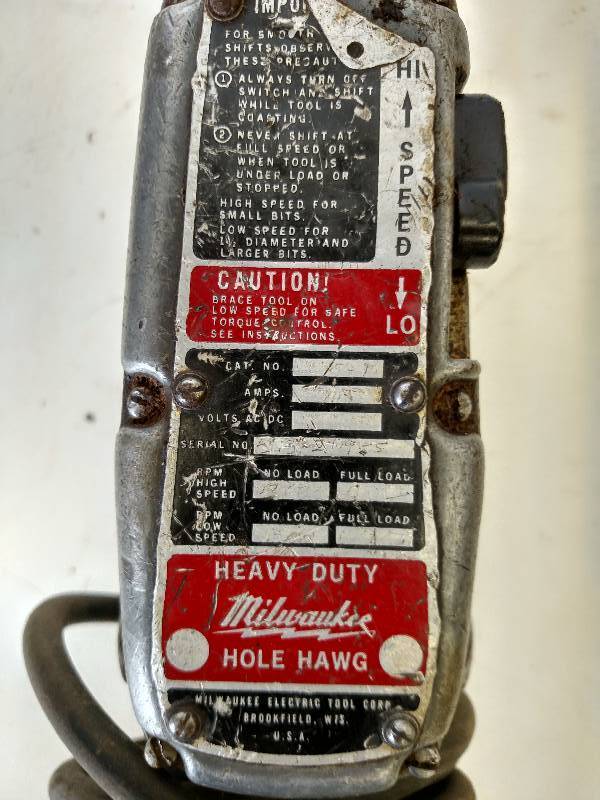 FOR SMOOTH
SHIFTS OBSERV
THESE PRECAUT
1 ALWAYS TURN OFF
SWITCH AND SHIFT
WHILE TOOL IS
COASTING.
2 NEVER SHIFT AT
FULL SPEED OR
WHEN TOOL IS
UNDER LOAD OR
STOPPED.
HIGH SPEED FOR
SMALL BITS.
LOW SPEED FOR
1½ DIAMETER AND
LARGER BITS.
HI
SPEED
LO
CAUTION!
BRACE TOOL ON
LOW SPEED FOR SAFE
TORQUE CONTROL.
SEE INSTRUCTIONS.
CAT. NO.
AMPS.
VOLTS AC/DC
SERIAL NO.
RPM HIGH SPEED NO LOAD FULL LOAD
RPM LOW SPEED NO LOAD FULL LOAD
HEAVY DUTY
Milwaukee
HOLE HAWG
MILWAUKEE ELECTRIC TOOL CORP.
BROOKFIELD, WIS.
U.S.A.